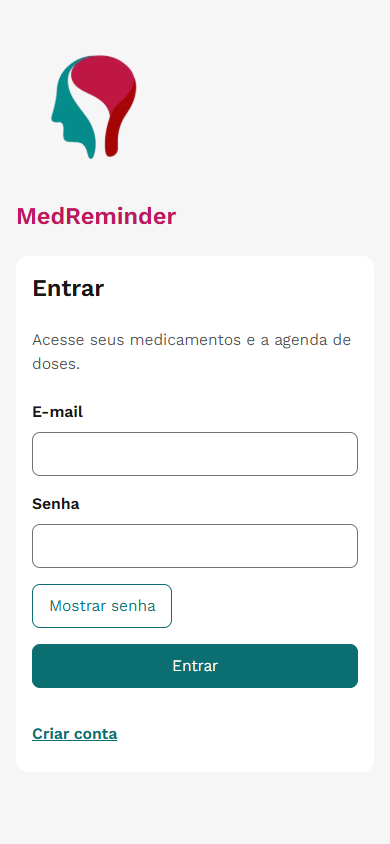 MedReminder
Entrar
Acesse seus medicamentos e a agenda de
doses.
E-mail
Senha
Mostrar senha
Entrar
Criar conta